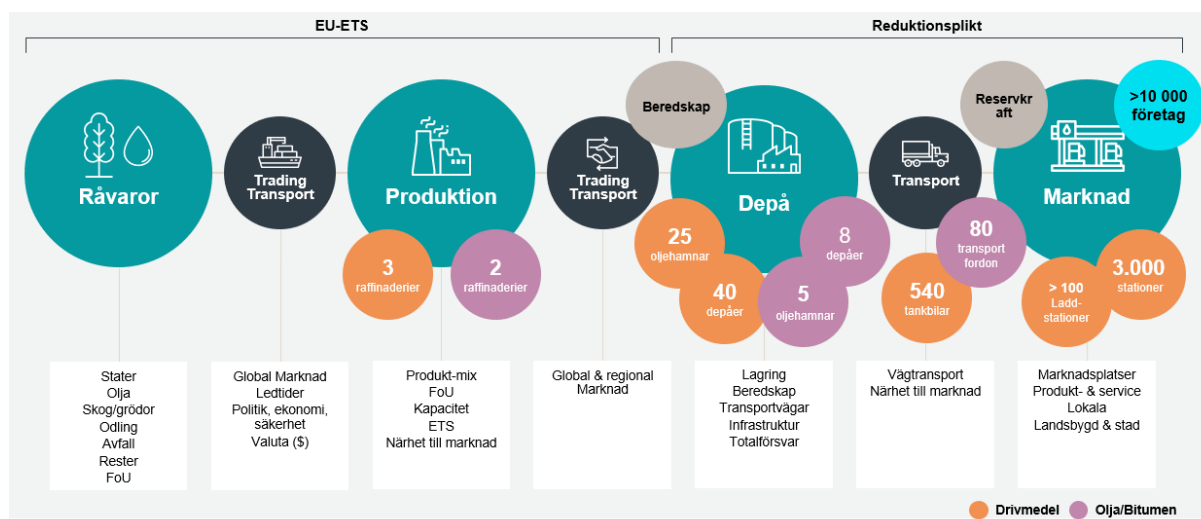 EU-ETS
Reduktionsplikt
Råvaror
Trading
Transport
Produktion
3
raffinaderier
2
raffinaderier
Trading
Transport
Beredskap
Depå
25
oljehamnar
40
depåer
8
depåer
5
oljehamnar
Transport
540
tankbilar
80
transport
fordon
Reservkr
aft
Marknad
>10 000
företag
> 100
Ladd-
stationer
3.000
stationer
Stater
Olja
Skog/grödor
Odling
Avfall
Rester
FoU
Global Marknad
Ledtider
Politik, ekonomi,
säkerhet
Valuta ($)
Produkt-mix
FoU
Kapacitet
ETS
Närhet till marknad
Global & regional
Marknad
Lagring
Beredskap
Transportvägar
Infrastruktur
Totalförsvar
Vägtransport
Närhet till marknad
Marknadsplatser
Produkt- & service
Lokala
Landsbygd & stad
Drivmedel
Olja/Bitumen